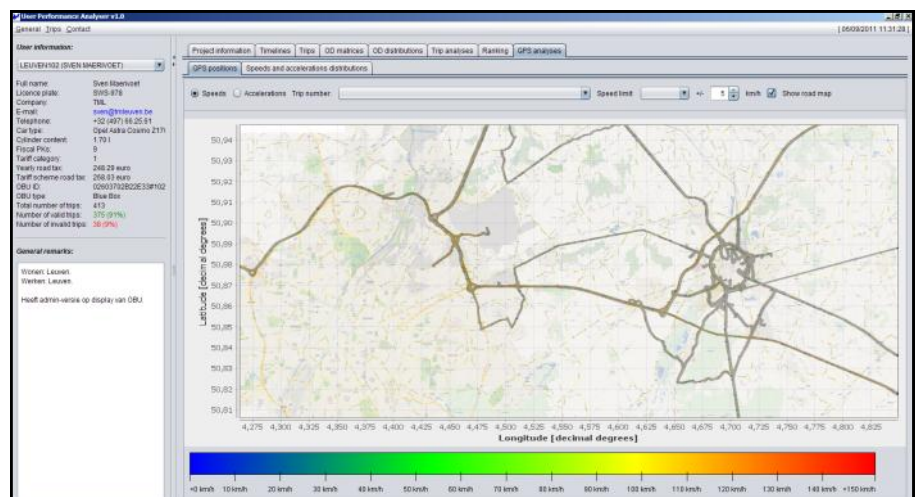 User Performance Analyser v1.0
General Trips Contact
[ 06/09/2011 11:31:28 ]
User information:
LEUVEN102 (SVEN MAERIVOET)
Full name: Sven Maerivoet
Licence plate:
Company: TML
E-mail: sven@tmleuven.be
Telephone: +32 (497) 66.25.61
Car type: Opel Astra Cosmo Z17
Cylinder content: 1.70 l
Fiscal PKs: 9
Tariff category: 1
Yearly road tax: 248.29 euro
Tariff scheme road tax: 268.03 euro
OBU ID: 02603702B22E33#102
OBU type: Blue Box
Total number of trips: 413
Number of valid trips: 375 (91%)
Number of invalid trips: 38 (9%)
General remarks:
Wonen: Leuven.
Werken: Leuven.
Heeft admin-versie op display van OBU.
Project information Timelines Trips OD matrices OD distributions Trip analyses Ranking GPS analyses
GPS positions Speeds and accelerations distributions
Speeds Accelerations Trip number Speed limit +/- 5 km/h Show road map
50,94
50,93
50,92
50,91
50,90
50,89
50,88
50,87
50,86
50,85
50,84
50,83
50,82
50,81
Latitude [decimal degrees]
4,275 4,300 4,325 4,350 4,375 4,400 4,425 4,450 4,475 4,500 4,525 4,550 4,575 4,600 4,625 4,650 4,675 4,700 4,725 4,750 4,775 4,800 4,825
Longitude [decimal degrees]
+0 km/h 10 km/h 20 km/h 30 km/h 40 km/h 50 km/h 60 km/h 70 km/h 80 km/h 90 km/h 100 km/h 110 km/h 120 km/h 130 km/h 140 km/h +150 km/h